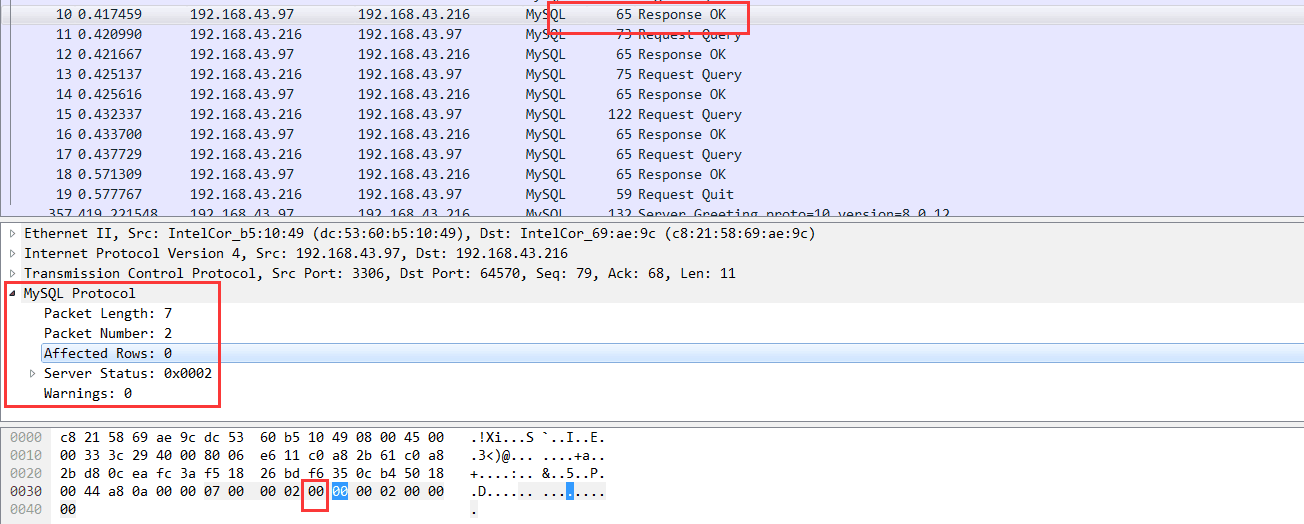 10 0.417459 192.168.43.97 192.168.43.216 MySQL 65 Response OK
11 0.420990 192.168.43.216 192.168.43.97 MySQL 73 Request Query
12 0.421667 192.168.43.97 192.168.43.216 MySQL 65 Response OK
13 0.425137 192.168.43.216 192.168.43.97 MySQL 75 Request Query
14 0.425616 192.168.43.97 192.168.43.216 MySQL 65 Response OK
15 0.432337 192.168.43.216 192.168.43.97 MySQL 122 Request Query
16 0.433700 192.168.43.97 192.168.43.216 MySQL 65 Response OK
17 0.437729 192.168.43.216 192.168.43.97 MySQL 65 Request Query
18 0.571309 192.168.43.97 192.168.43.216 MySQL 65 Response OK
19 0.577767 192.168.43.216 192.168.43.97 MySQL 59 Request Quit
357 419.221548 192.168.43.97 192.168.43.216 MySQL 132 Server Greeting proto=10 version=8.0.12
Ethernet II, Src: IntelCor_b5:10:49 (dc:53:60:b5:10:49), Dst: IntelCor_69:ae:9c (c8:21:58:69:ae:9c)
Internet Protocol Version 4, Src: 192.168.43.97, Dst: 192.168.43.216
Transmission Control Protocol, Src Port: 3306, Dst Port: 64570, Seq: 79, Ack: 68, Len: 11
MySQL Protocol
Packet Length: 7
Packet Number: 2
Affected Rows: 0
Server Status: 0x0002
Warnings: 0
0000 c8 21 58 69 ae 9c dc 53 60 b5 10 49 08 00 45 00 .!Xi...S `..I..E.
0010 00 33 3c 29 40 00 80 06 e6 11 c0 a8 2b 61 c0 a8 .3<)@... ....+a..
0020 2b d8 0c ea fc 3a f5 18 26 bd f6 35 0c b4 50 18 +....:.. &..5..P.
0030 00 44 a8 0a 00 00 07 00 00 02 00 00 00 02 00 00 .D...... ........
0040 00 .